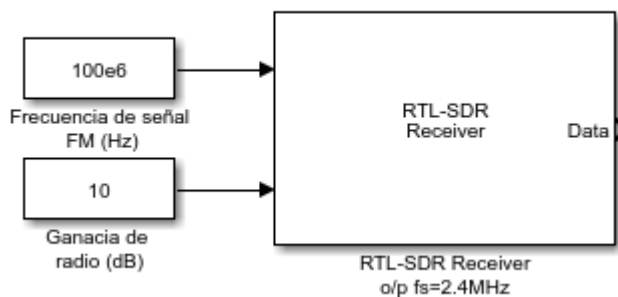 100e6
Frecuencia de señal
FM (Hz)
10
Ganacia de
radio (dB)
RTL-SDR
Receiver
Data
RTL-SDR Receiver
o/p fs=2.4MHz